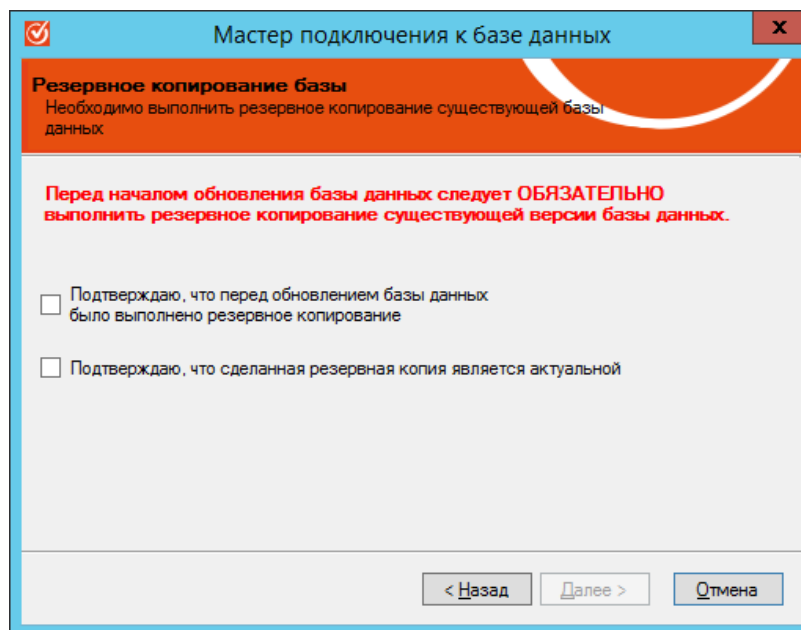 Мастер подключения к базе данных
x
Резервное копирование базы
Необходимо выполнить резервное копирование существующей базы
данных
Перед началом обновления базы данных следует ОБЯЗАТЕЛЬНО
выполнить резервное копирование существующей версии базы данных.
Подтверждаю, что перед обновлением базы данных
было выполнено резервное копирование
Подтверждаю, что сделанная резервная копия является актуальной
< Назад
Далее >
Отмена